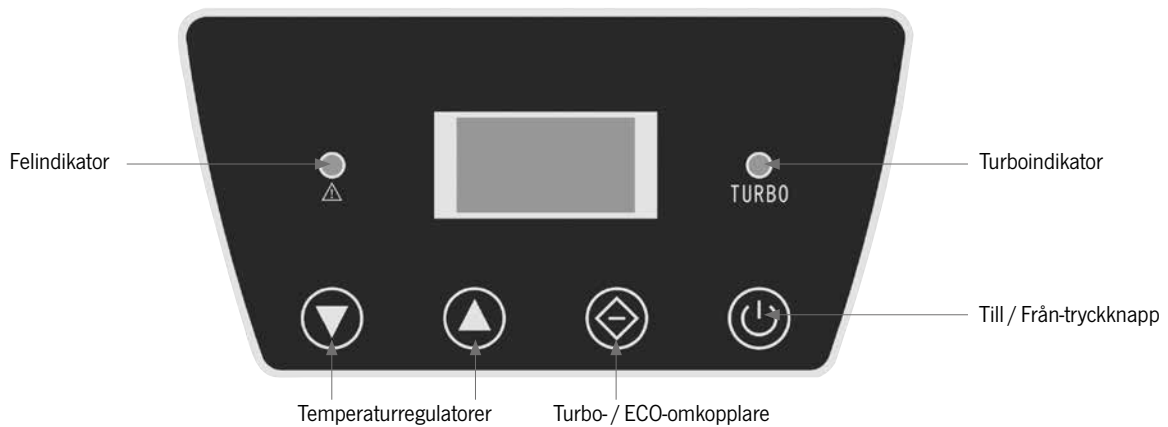 Felindikator
Turboindikator
TURBO
Till / Från-tryckknapp
Temperaturregulatorer
Turbo- / ECO-omkopplare